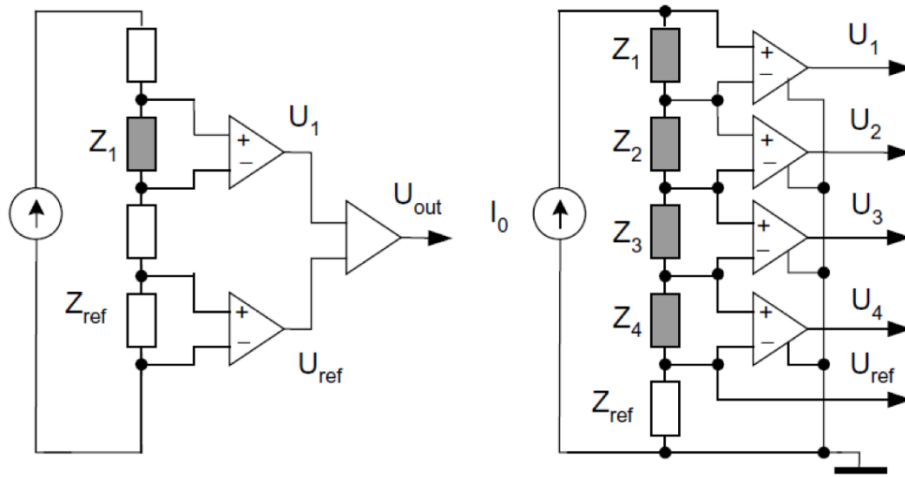 Z1
Zref
U1
Uref
Uout
+
−
+
−
I0
Z1
Z2
Z3
Z4
Zref
+
−
+
−
+
−
+
−
U1
U2
U3
U4
Uref